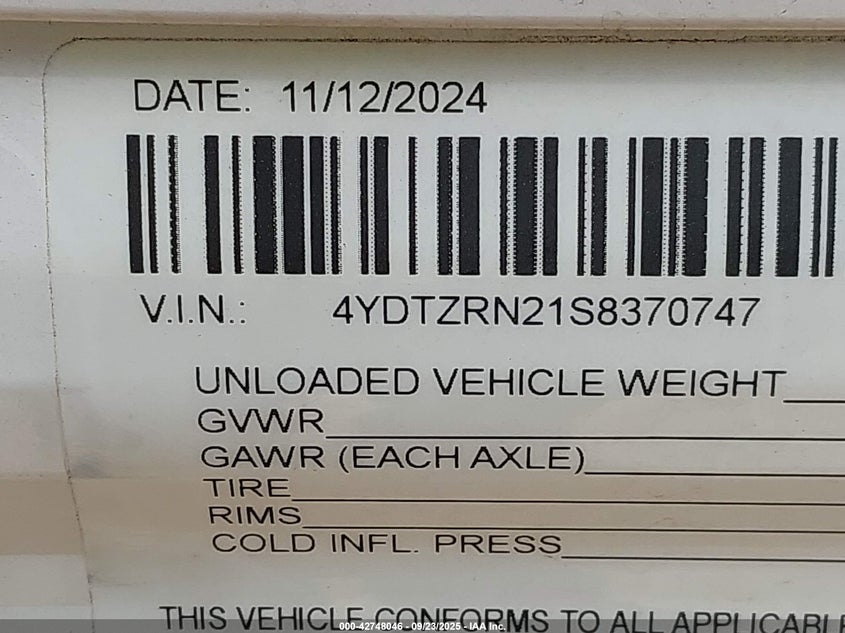 DATE: 11/12/2024
V.I.N.: 4YDTZRN21S8370747
UNLOADED VEHICLE WEIGHT
GVWR
GAWR (EACH AXLE)
TIRE
RIMS
COLD INFL. PRESS
THIS VEHICLE CONFORMS TO ALL APPLICABLE
000-42748046 - 09/23/2025 - IAA Inc.